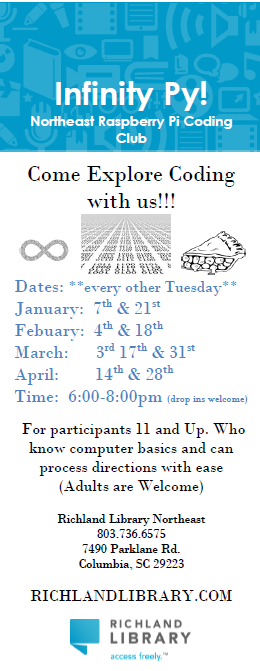 Infinity Py!
Northeast Raspberry Pi Coding
Club
Come Explore Coding
with us!!!
Dates: **every other Tuesday**
January: 7th & 21st
Febuary: 4th & 18th
March: 3rd 17th & 31st
April: 14th & 28th
Time: 6:00-8:00pm (drop ins welcome)
For participants 11 and Up. Who
know computer basics and can
process directions with ease
(Adults are Welcome)
Richland Library Northeast
803.736.6575
7490 Parklane Rd.
Columbia, SC 29223
RICHLANDLIBRARY.COM
RICHLAND
LIBRARY
access freely.™